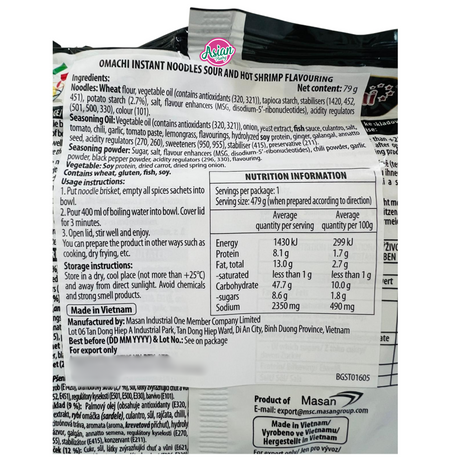 Asian
OMACHI INSTANT NOODLES SOUR AND HOT SHRIMP FLAVOURING
Ingredients:
Net content: 79 g
Noodles: Wheat flour, vegetable oil (contains antioxidants (320, 321)), tapioca starch, stabilisers (1420, 452,
451), potato starch (2.7%), salt, flavour enhancers (MSG, disodium-5'-ribonucleotides), acidity regulators
(501, 500, 330), colour (101).
Seasoning Oil: Vegetable oil (contains antioxidants (320, 321)), onion, yeast extract, fish sauce, culantro, salt,
tomato, chili, garlic, tomato paste, lemongrass, flavourings, hydrolyzed soy protein, ginger, galangal, annatto
seed, acidity regulators (270, 260), sweeteners (950, 955), stabiliser (415), preservative (211).
Seasoning powder: Sugar, salt, flavour enhancers (MSG, disodium-5'-ribonucleotides), chili powder, garlic
powder, black pepper powder, acidity regulators (296, 330), flavouring.
Vegetable: Soy protein, dried carrot, dried spring onion.
Contains wheat, gluten, fish, soy.
Usage instructions:
1. Put noodle brisket, empty all spices sachets into
bowl.
2. Pour 400 ml of boiling water into bowl. Cover lid
for 3 minutes.
3. Open lid, stir well and enjoy.
You can prepare the product in other ways such as
cooking, dry frying, etc.
Storage instructions:
Store in a dry, cool place (not more than +25°C)
and away from direct sunlight. Avoid chemicals
and strong smell products.
NUTRITION INFORMATION
Servings per package: 1
Serving size: 479 g (when prepared according to direction)
Average quantity per serving
Average quantity per 100g
Energy 1430 kJ 299 kJ
Protein 8.1 g 1.7 g
Fat, total 13.0 g 2.7 g
-saturated less than 1 g less than 1 g
Carbohydrate 47.7 g 10.0 g
-sugars 8.6 g 1.8 g
Sodium 2350 mg 490 mg
Made in Vietnam
Manufactured by: Masan Industrial One Member Company Limited
Lot 06 Tan Dong Hiep A Industrial Park, Tan Dong Hiep Ward, Di An City, Binh Duong Province, Vietnam
Best before (DD MM YYYY) & Lot No.: See on package
For export only
BGST01605
Product of Masan
E-mail: export@msc.masangroup.com
Made in Vietnam/
Vyrobeno ve Vietnamu/
Hergestellt in Vietnam
For export only/ Jen pro vývoz/